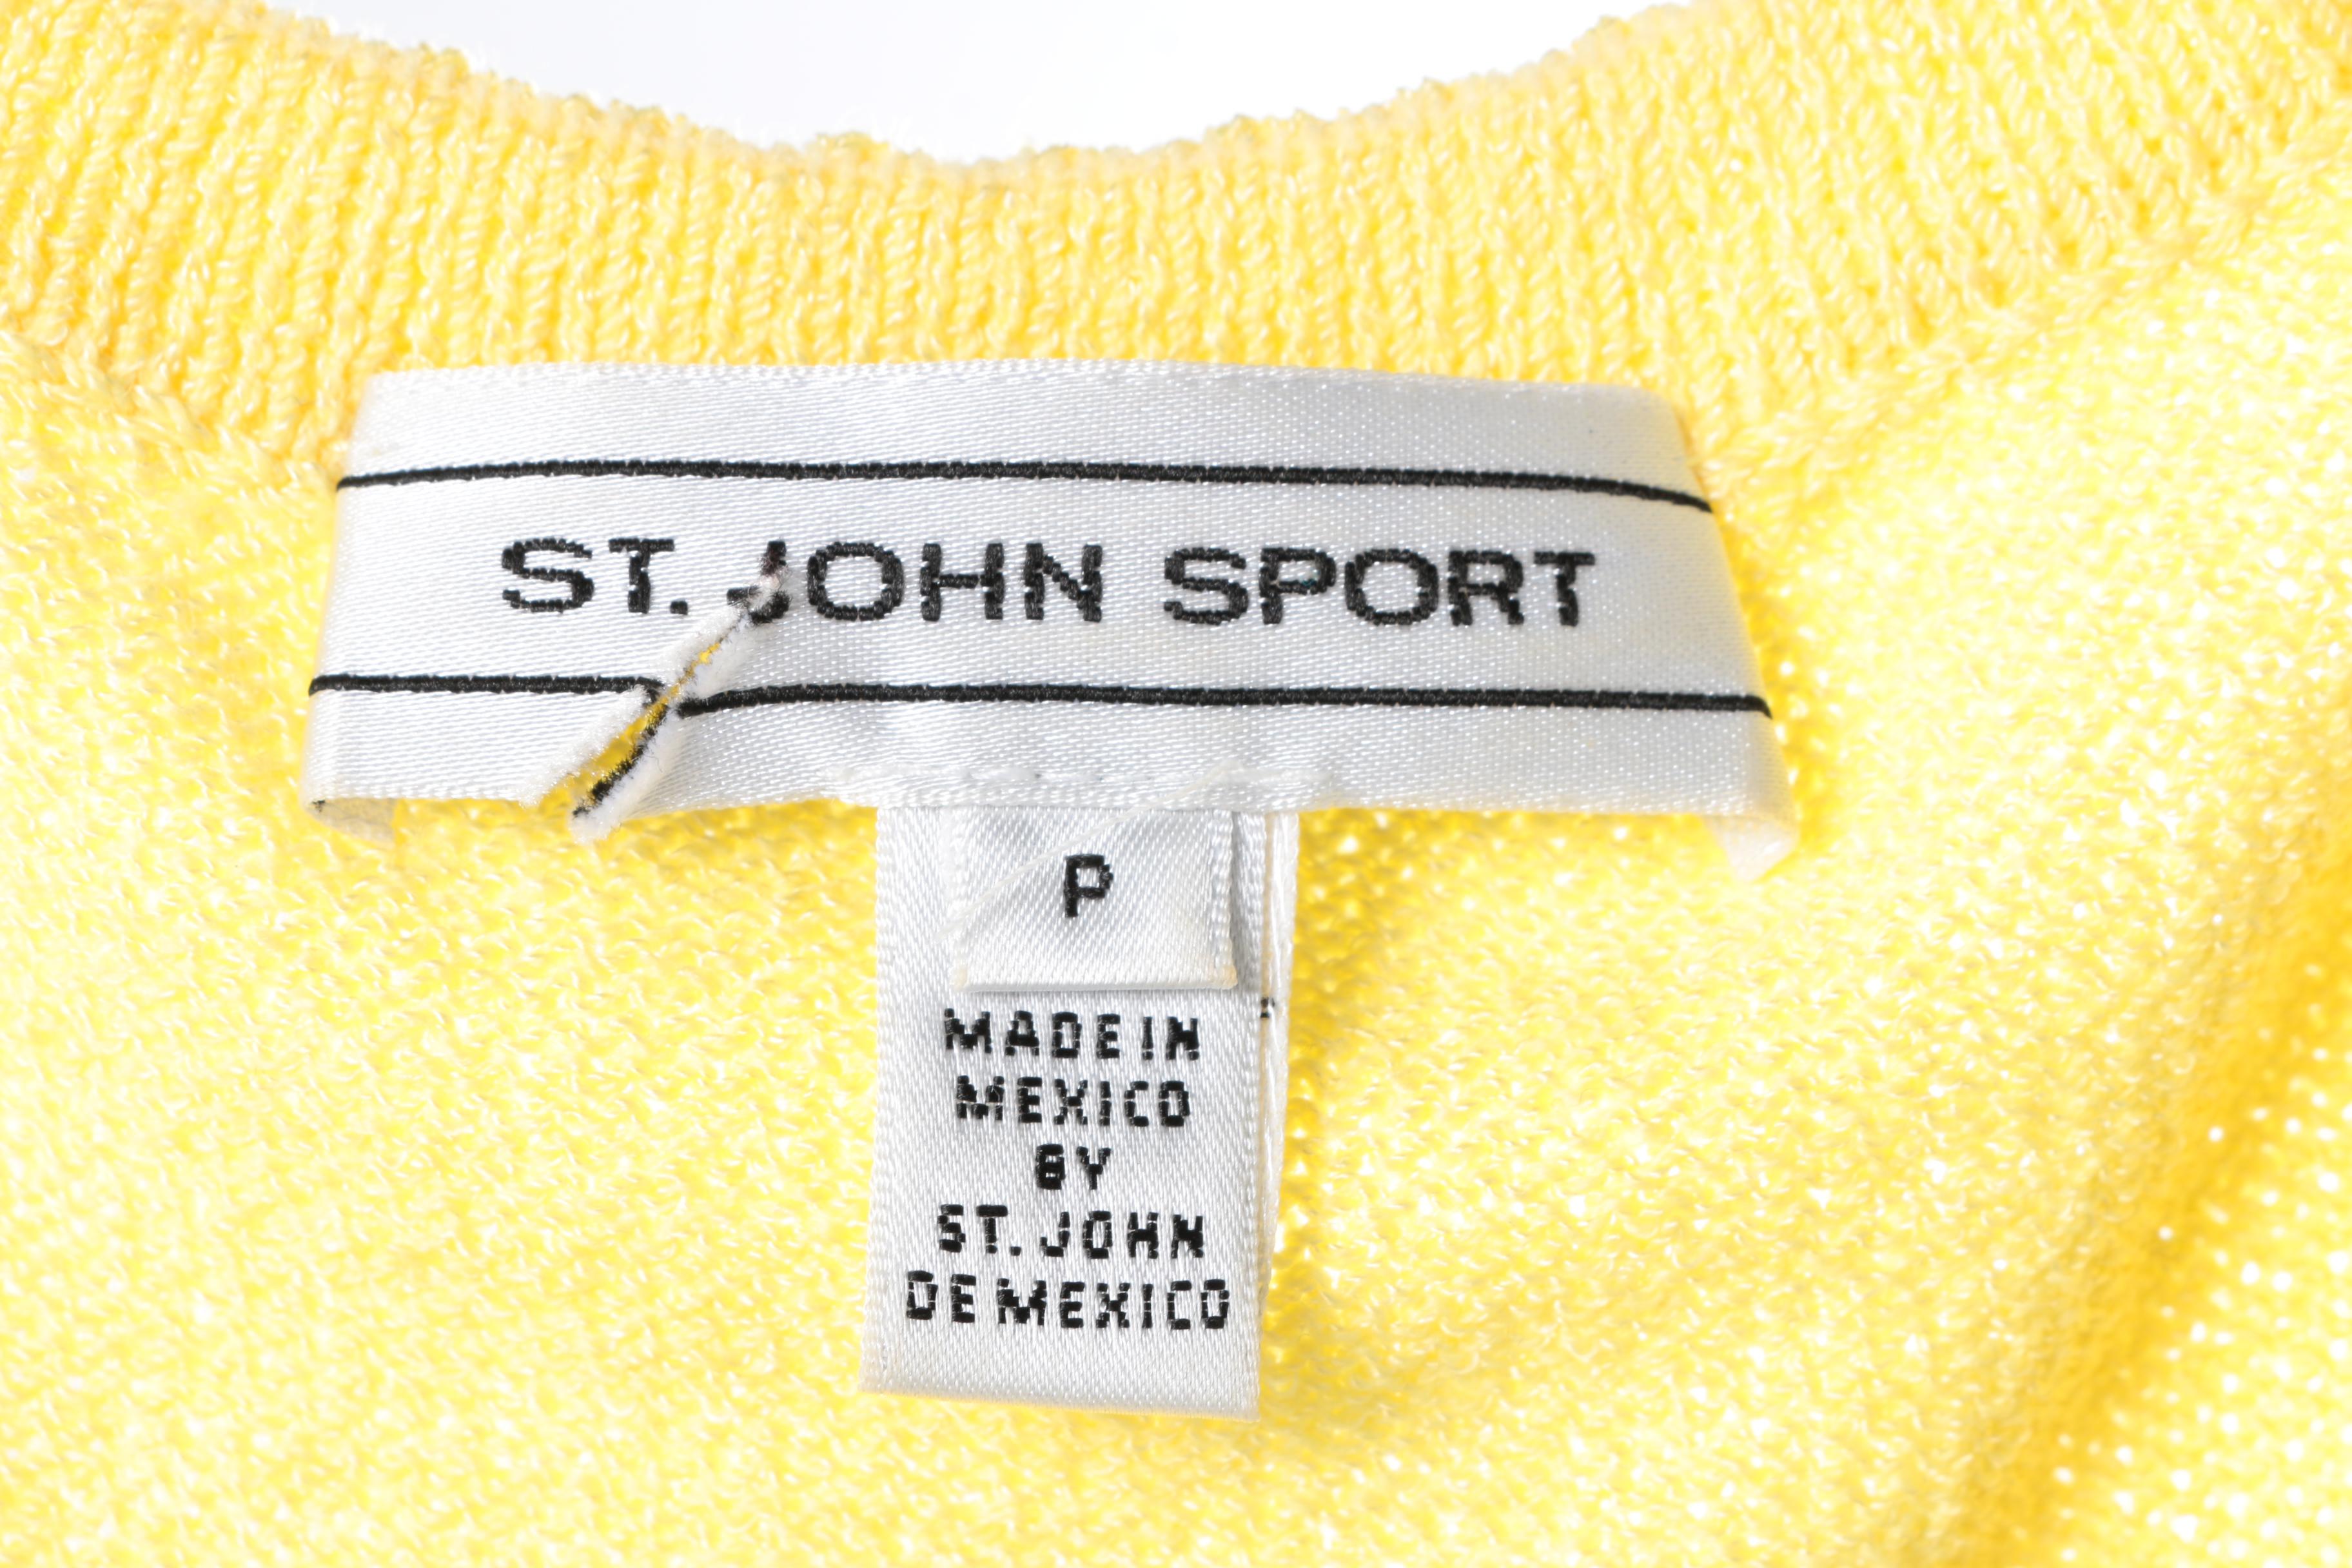 ST. JOHN SPORT
P
MADE IN
MEXICO
BY
ST. JOHN
DE MEXICO